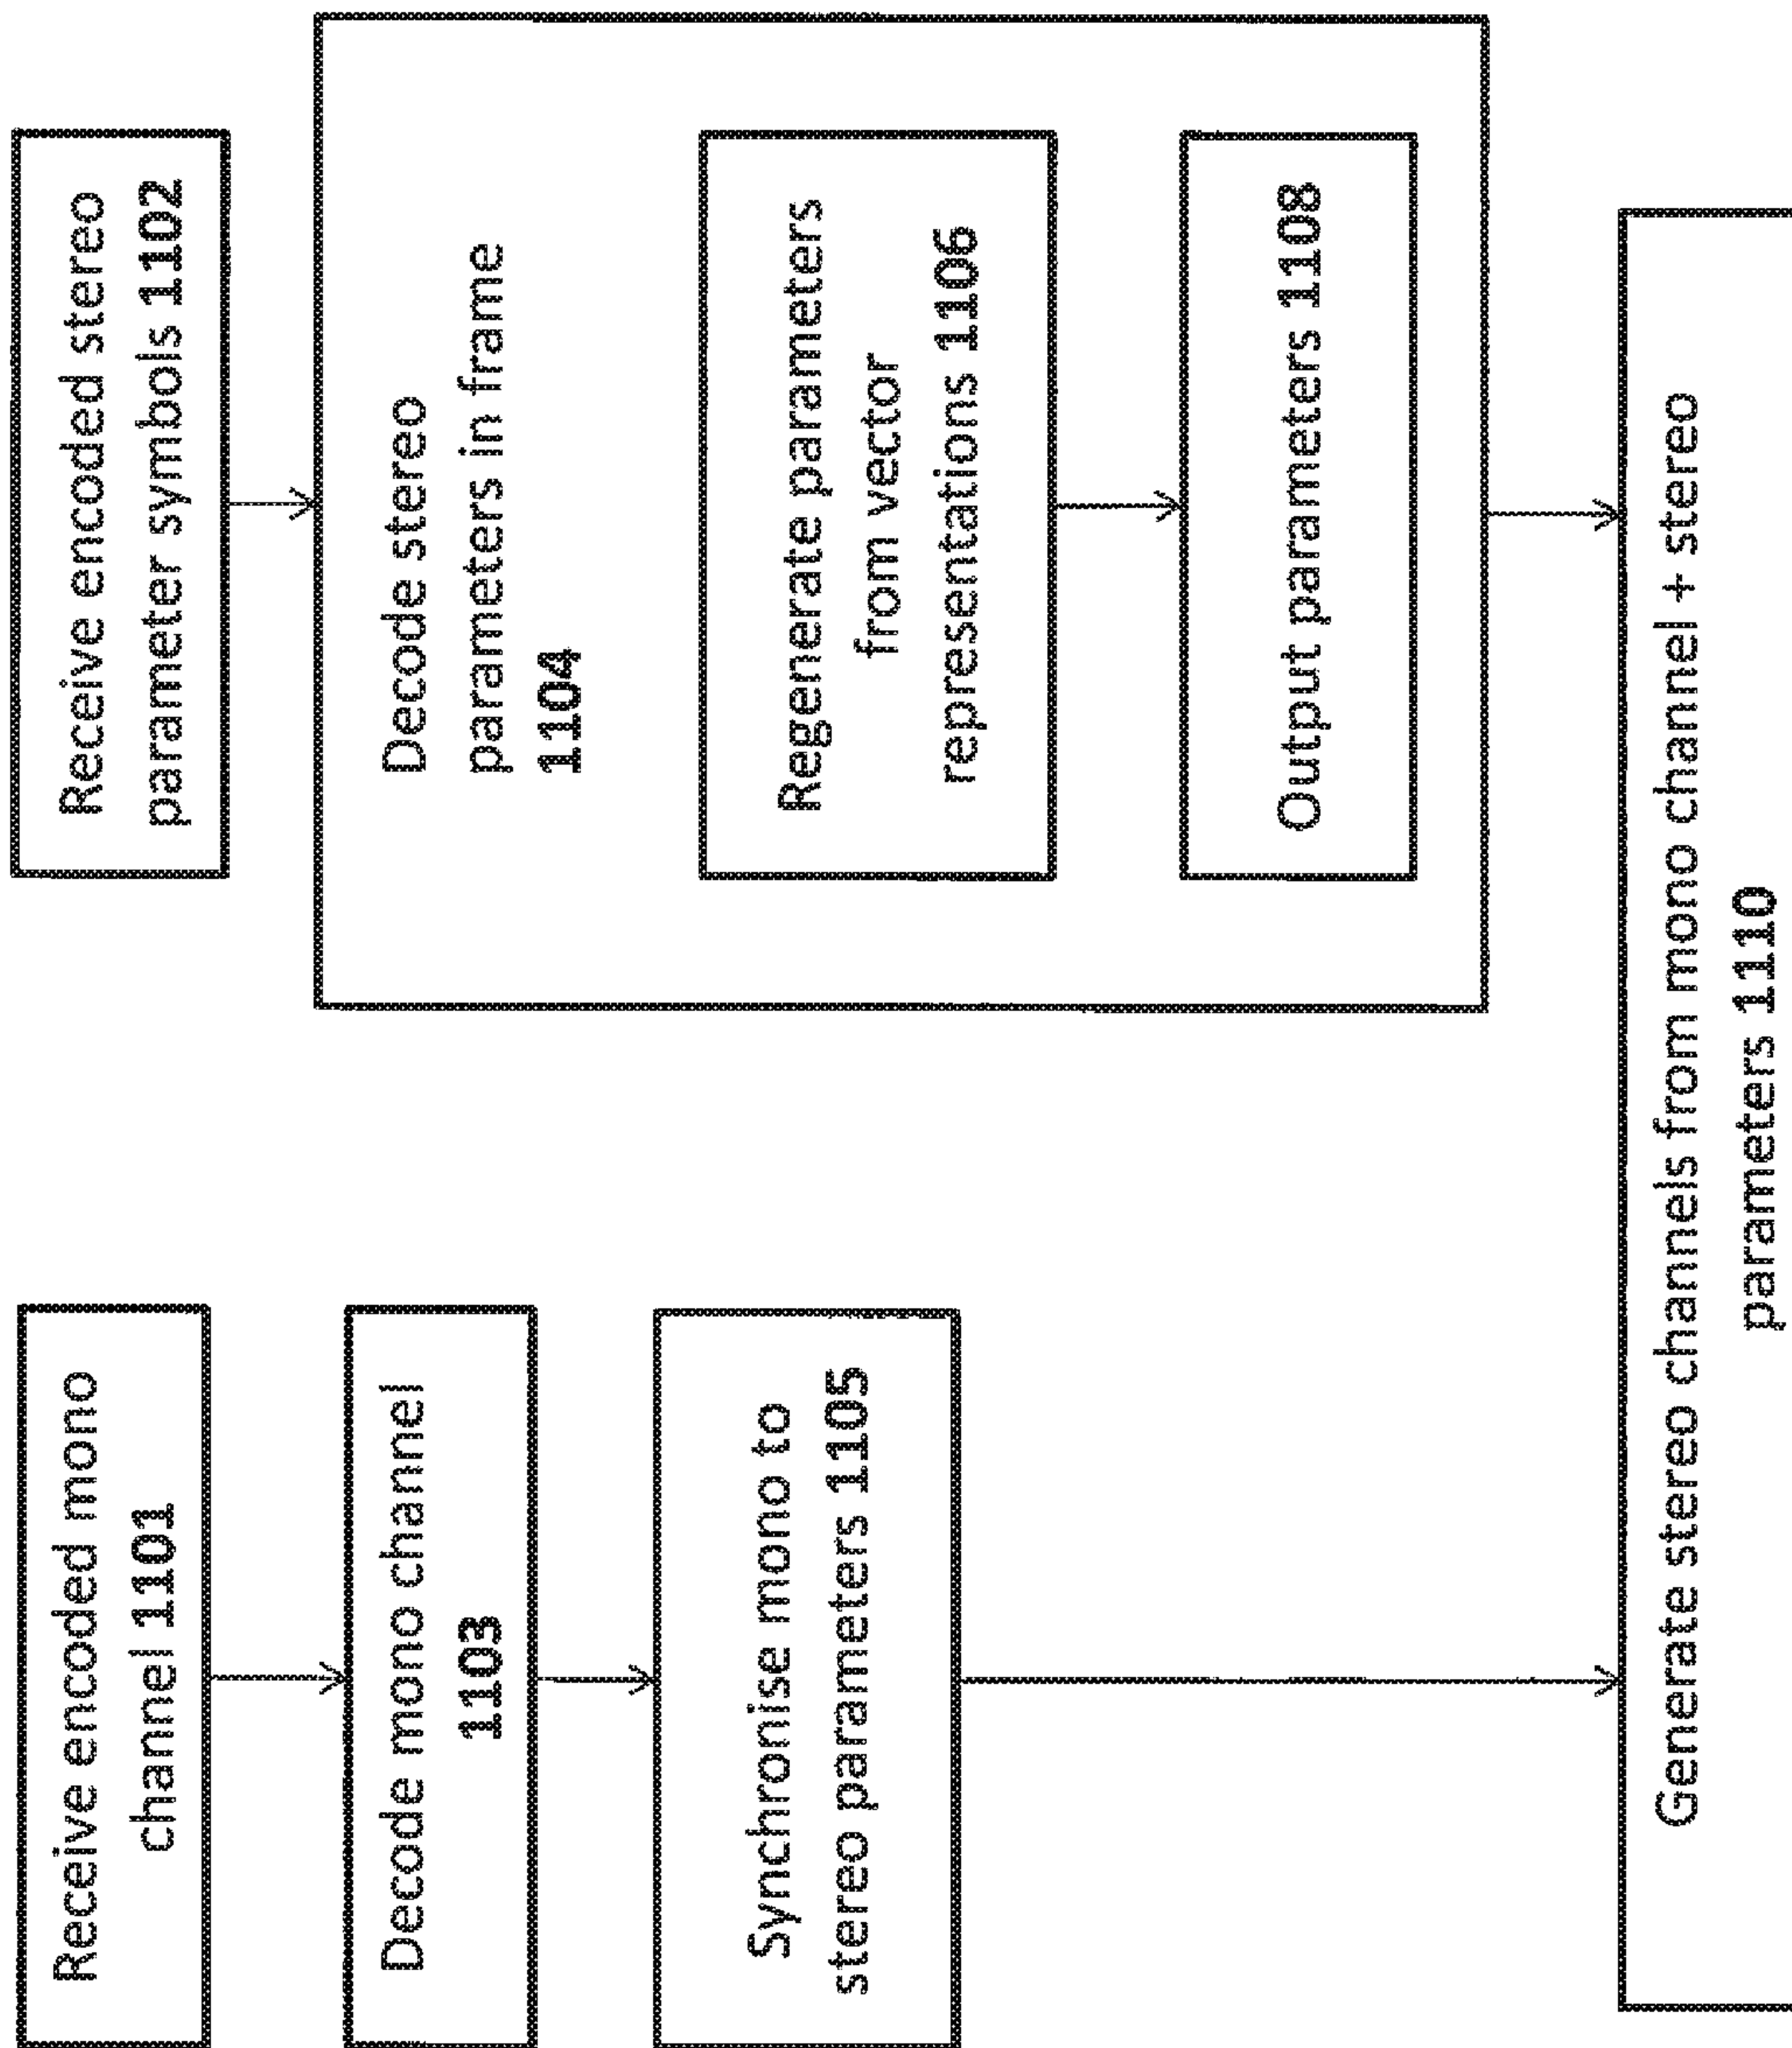 Receive encoded mono
channel 1101
Decode mono channel
1103
Synchronise mono to
stereo parameters 1105
Receive encoded stereo
parameter symbols 1102
Decode stereo
parameters in frame
1104
Regenerate parameters
from vector
representations 1106
Output parameters 1108
Generate stereo channels from mono channel + stereo
parameters 1110